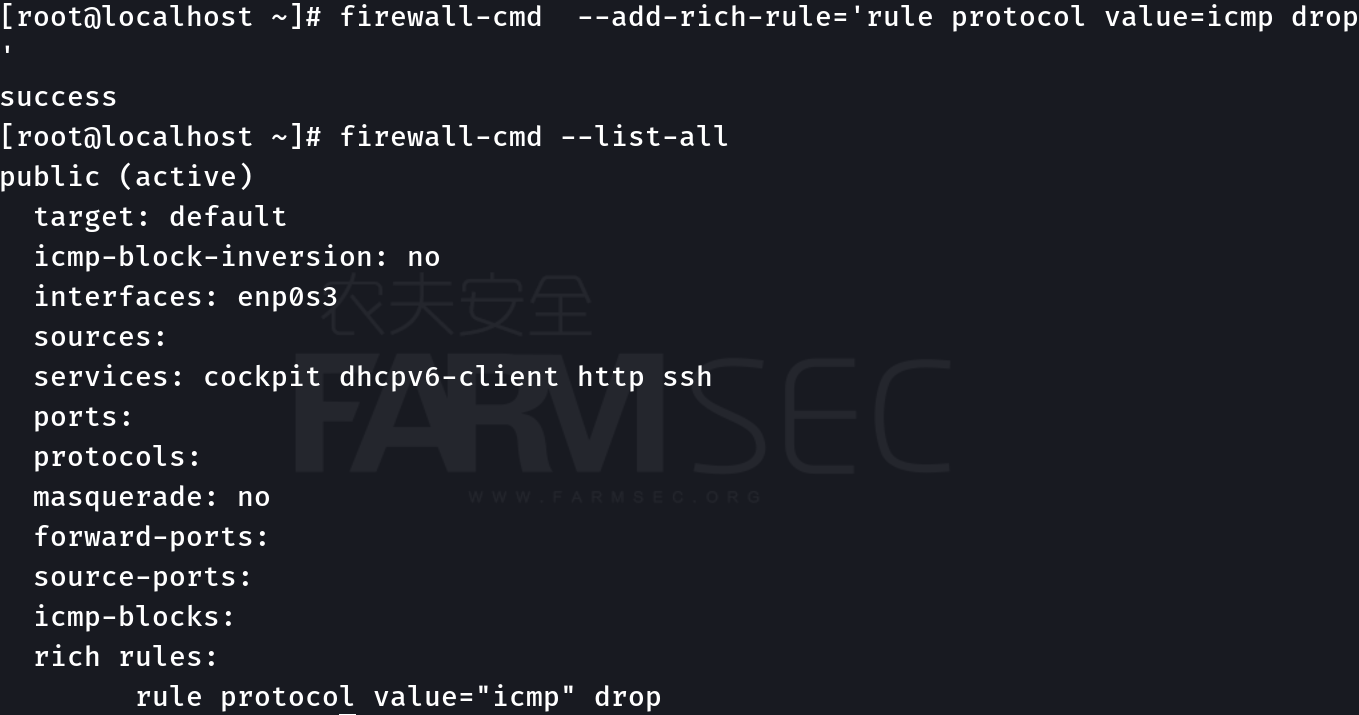 [root@localhost ~]# firewall-cmd  --add-rich-rule='rule protocol value=icmp drop
'
success
[root@localhost ~]# firewall-cmd --list-all
public (active)
  target: default
  icmp-block-inversion: no
  interfaces: enp0s3
农夫安全
  sources:
  services: cockpit dhcpv6-client http ssh
  ports:
FARMSEC
  protocols:
  masquerade: no
WWW.FARMSEC.ORG
  forward-ports:
  source-ports:
  icmp-blocks:
  rich rules:
        rule protocol value="icmp" drop